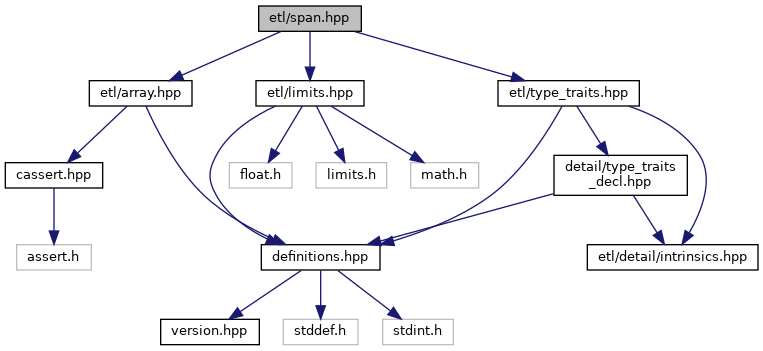 etl/span.hpp
etl/array.hpp
etl/limits.hpp
etl/type_traits.hpp
cassert.hpp
float.h
limits.h
math.h
detail/type_traits
_decl.hpp
assert.h
definitions.hpp
etl/detail/intrinsics.hpp
version.hpp
stddef.h
stdint.h